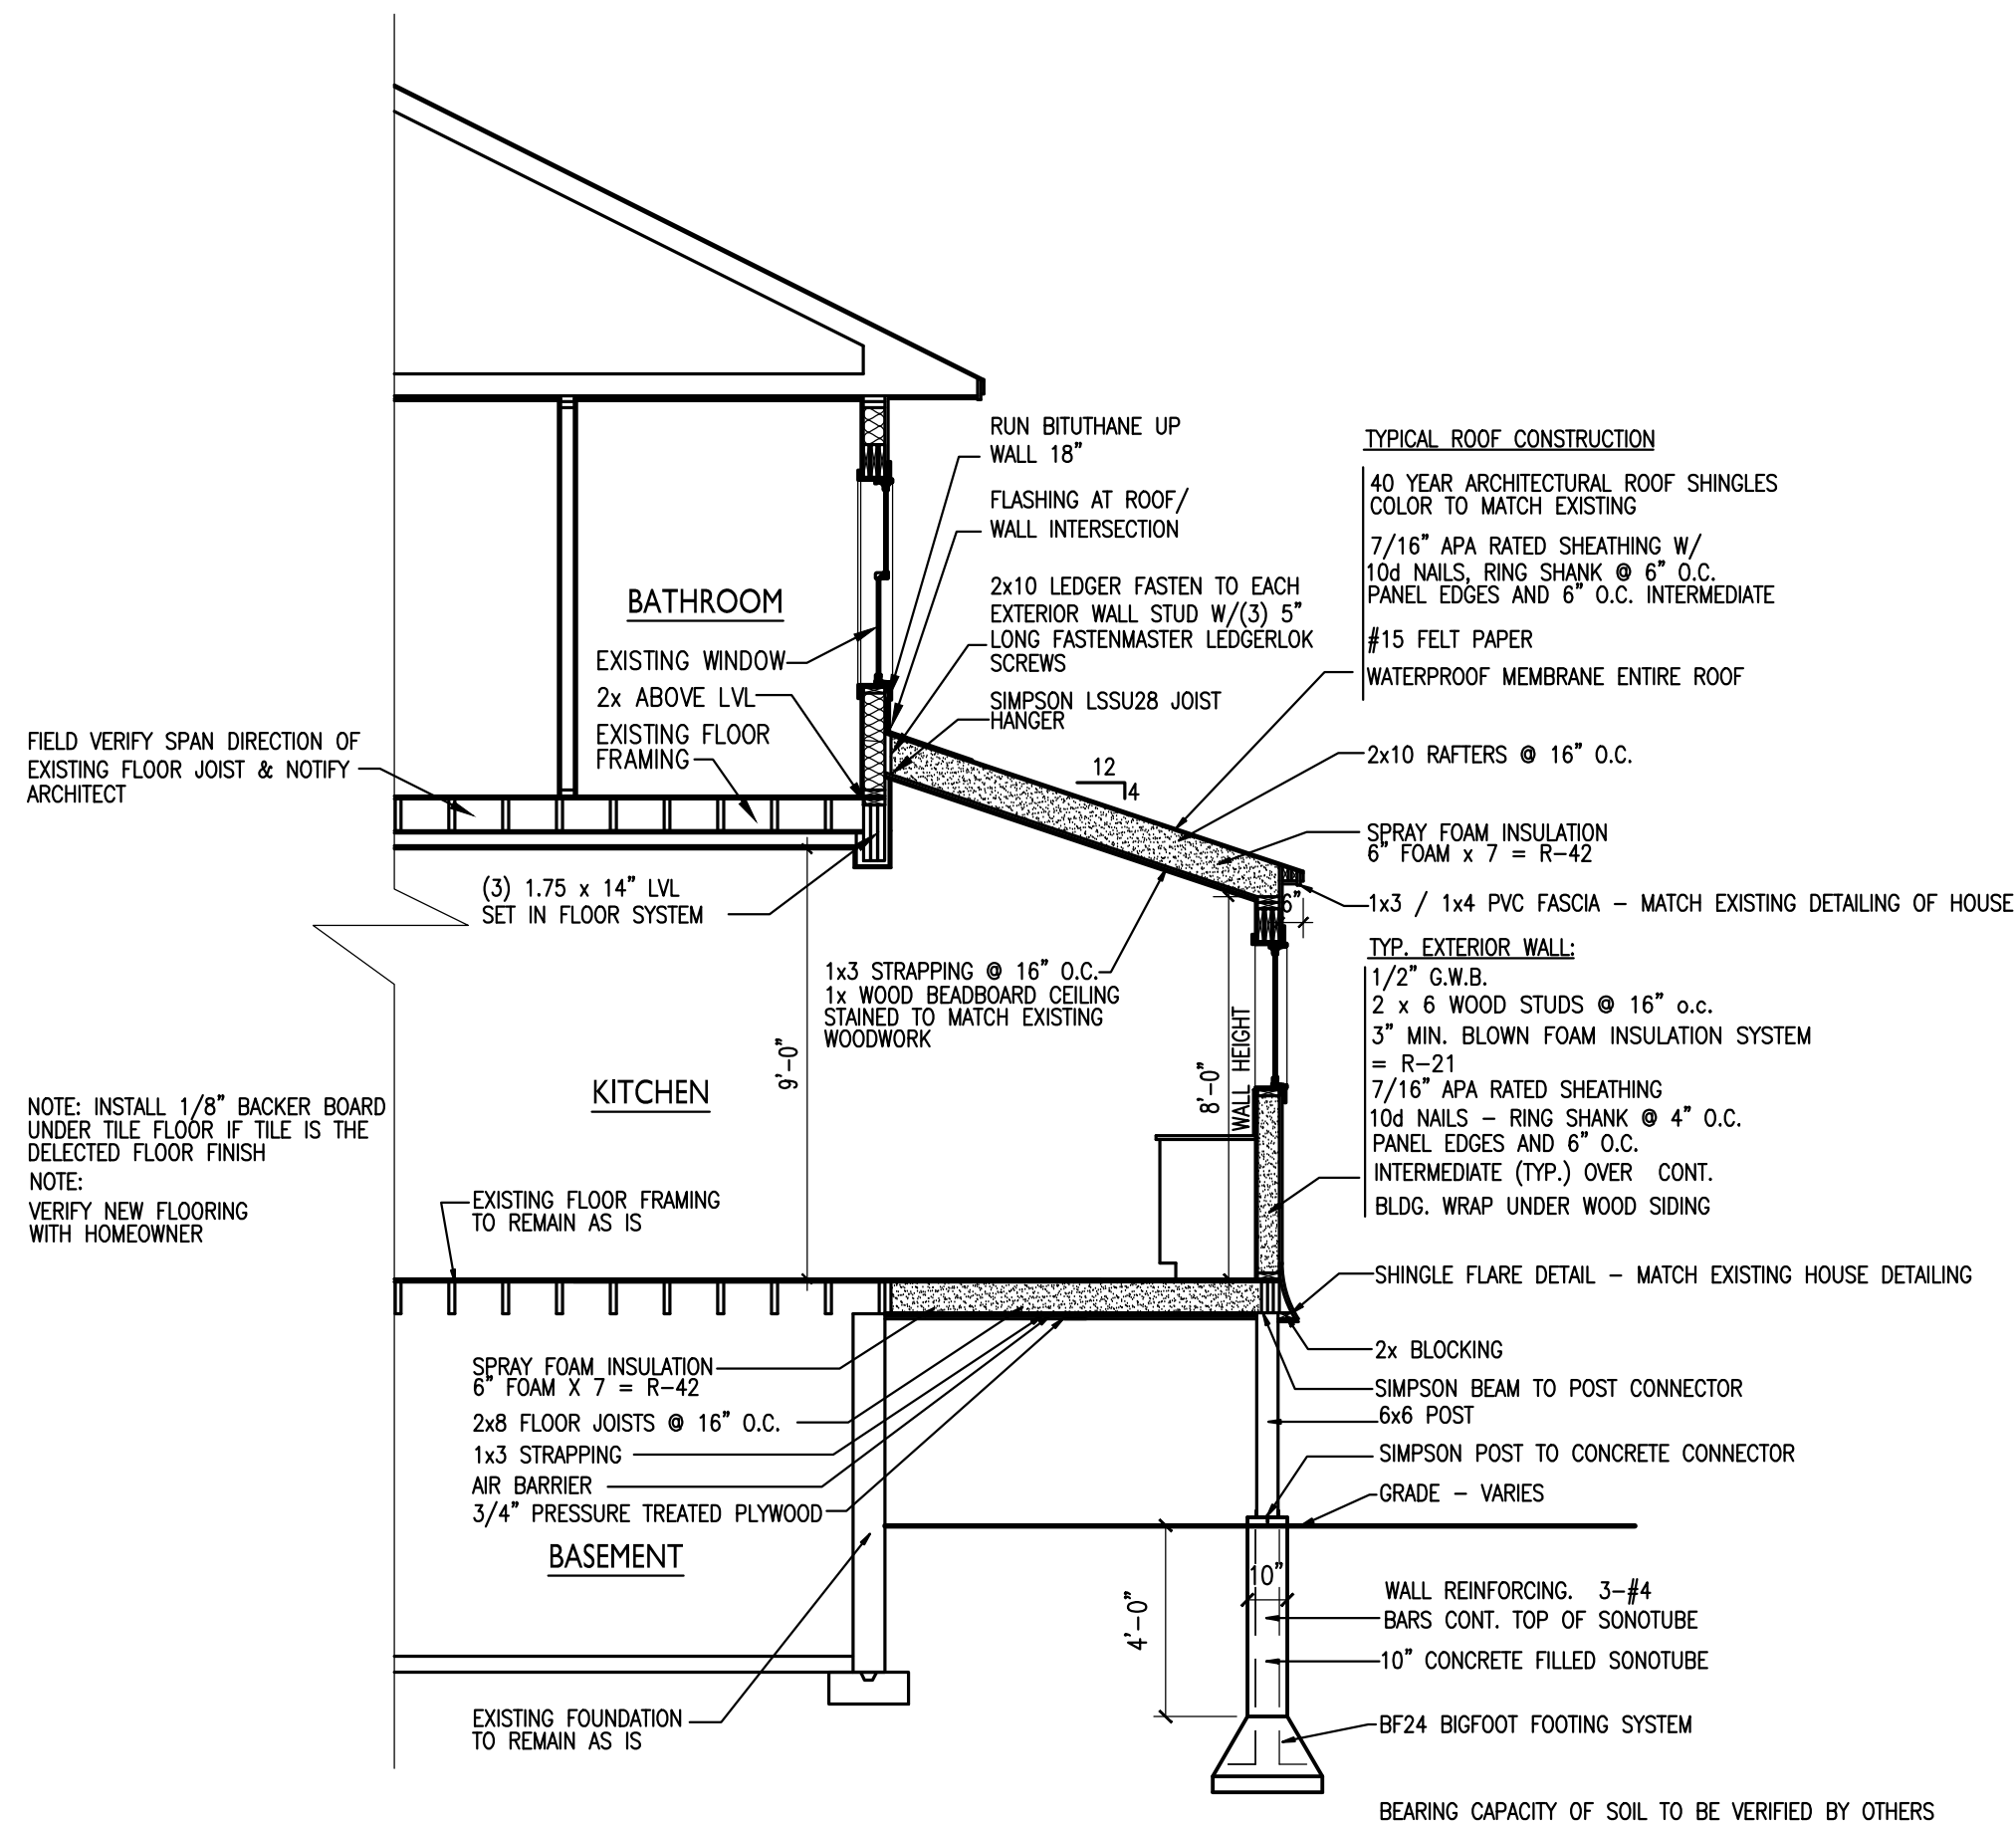 RUN BITUTHANE UP
WALL 18"
FLASHING AT ROOF/
WALL INTERSECTION
2x10 LEDGER FASTEN TO EACH
EXTERIOR WALL STUD W/(3) 5"
LONG FASTENMASTER LEDGERLOK
SCREWS
SIMPSON LSSU28 JOIST
HANGER
TYPICAL ROOF CONSTRUCTION
40 YEAR ARCHITECTURAL ROOF SHINGLES
COLOR TO MATCH EXISTING
7/16" APA RATED SHEATHING W/
10d NAILS, RING SHANK @ 6" O.C.
PANEL EDGES AND 6" O.C. INTERMEDIATE
#15 FELT PAPER
WATERPROOF MEMBRANE ENTIRE ROOF
2x10 RAFTERS @ 16" O.C.
SPRAY FOAM INSULATION
6" FOAM x 7 = R-42
1x3 / 1x4 PVC FASCIA - MATCH EXISTING DETAILING OF HOUSE
12
4
6"
BATHROOM
EXISTING WINDOW
2x ABOVE LVL
EXISTING FLOOR
FRAMING
FIELD VERIFY SPAN DIRECTION OF
EXISTING FLOOR JOIST & NOTIFY
ARCHITECT
(3) 1.75 x 14" LVL
SET IN FLOOR SYSTEM
1x3 STRAPPING @ 16" O.C.
1x WOOD BEADBOARD CEILING
STAINED TO MATCH EXISTING
WOODWORK
TYP. EXTERIOR WALL:
1/2" G.W.B.
2 x 6 WOOD STUDS @ 16" o.c.
3" MIN. BLOWN FOAM INSULATION SYSTEM
= R-21
7/16" APA RATED SHEATHING
10d NAILS - RING SHANK @ 4" O.C.
PANEL EDGES AND 6" O.C.
INTERMEDIATE (TYP.) OVER CONT.
BLDG. WRAP UNDER WOOD SIDING
9'-0"
8'-0"
WALL HEIGHT
KITCHEN
NOTE: INSTALL 1/8" BACKER BOARD
UNDER TILE FLOOR IF TILE IS THE
DELECTED FLOOR FINISH
NOTE:
VERIFY NEW FLOORING
WITH HOMEOWNER
EXISTING FLOOR FRAMING
TO REMAIN AS IS
SHINGLE FLARE DETAIL - MATCH EXISTING HOUSE DETAILING
2x BLOCKING
SIMPSON BEAM TO POST CONNECTOR
6x6 POST
SIMPSON POST TO CONCRETE CONNECTOR
GRADE - VARIES
SPRAY FOAM INSULATION
6" FOAM X 7 = R-42
2x8 FLOOR JOISTS @ 16" O.C.
1x3 STRAPPING
AIR BARRIER
3/4" PRESSURE TREATED PLYWOOD
BASEMENT
4'-0"
10"
WALL REINFORCING. 3-#4
BARS CONT. TOP OF SONOTUBE
10" CONCRETE FILLED SONOTUBE
EXISTING FOUNDATION
TO REMAIN AS IS
BF24 BIGFOOT FOOTING SYSTEM
BEARING CAPACITY OF SOIL TO BE VERIFIED BY OTHERS